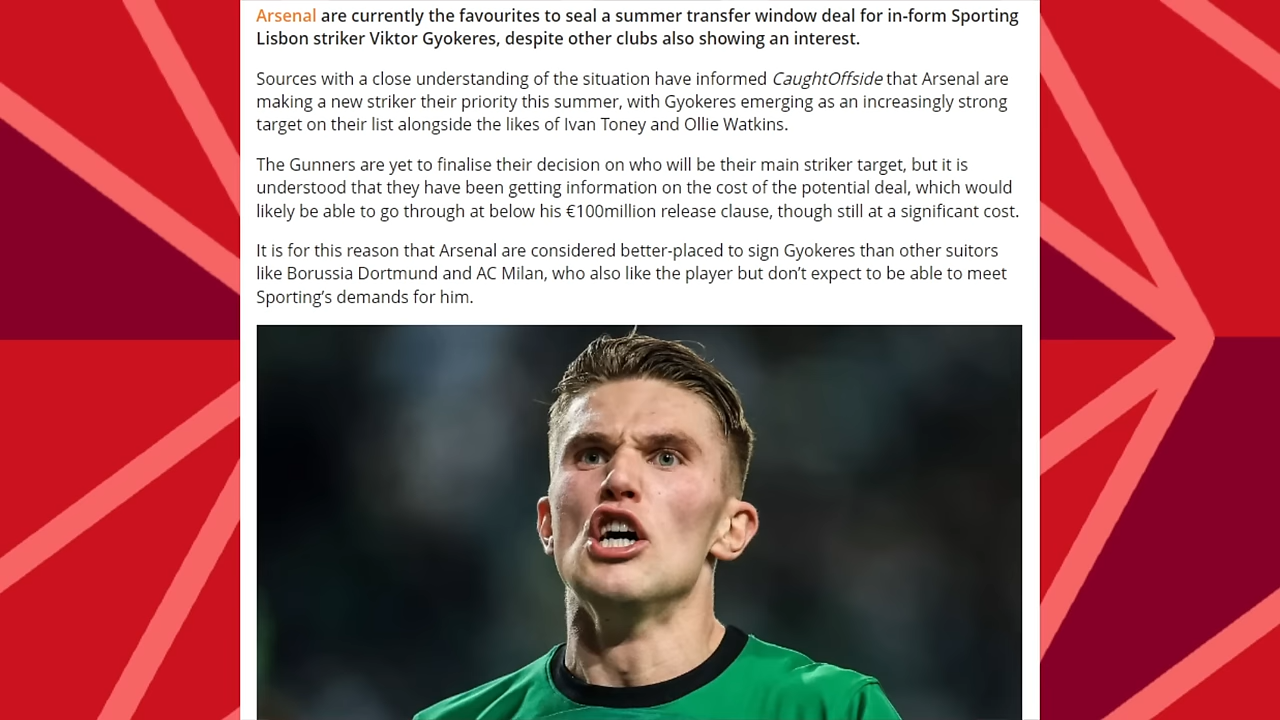 Arsenal are currently the favourites to seal a summer transfer window deal for in-form Sporting
Lisbon striker Viktor Gyokeres, despite other clubs also showing an interest.
Sources with a close understanding of the situation have informed CaughtOffside that Arsenal are
making a new striker their priority this summer, with Gyokeres emerging as an increasingly strong
target on their list alongside the likes of Ivan Toney and Ollie Watkins.
The Gunners are yet to finalise their decision on who will be their main striker target, but it is
understood that they have been getting information on the cost of the potential deal, which would
likely be able to go through at below his €100million release clause, though still at a significant cost.
It is for this reason that Arsenal are considered better-placed to sign Gyokeres than other suitors
like Borussia Dortmund and AC Milan, who also like the player but don’t expect to be able to meet
Sporting’s demands for him.